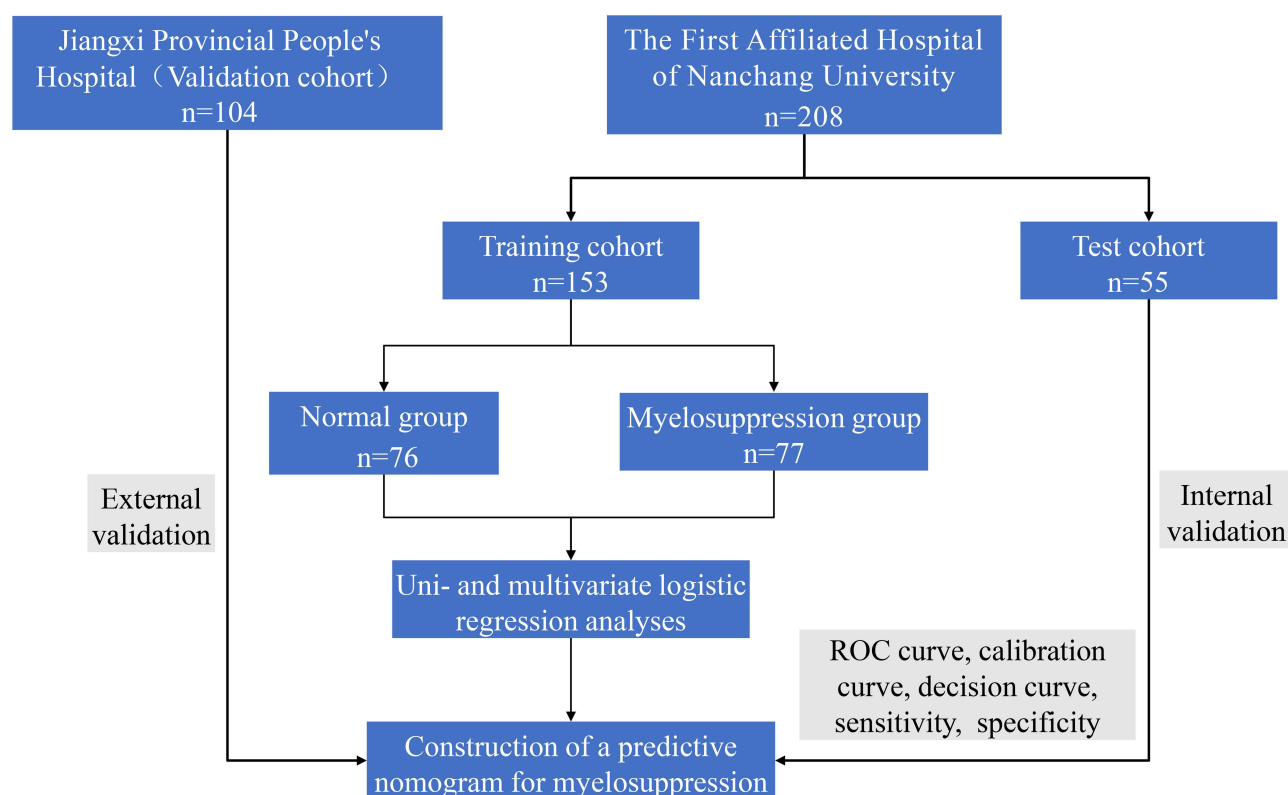 Jiangxi Provincial People's
Hospital（Validation cohort）
n=104
The First Affiliated Hospital
of Nanchang University
n=208
Training cohort
n=153
Test cohort
n=55
Normal group
n=76
Myelosuppression group
n=77
External
validation
Internal
validation
Uni- and multivariate logistic
regression analyses
ROC curve, calibration
curve, decision curve,
sensitivity, specificity
Construction of a predictive
nomogram for myelosuppression